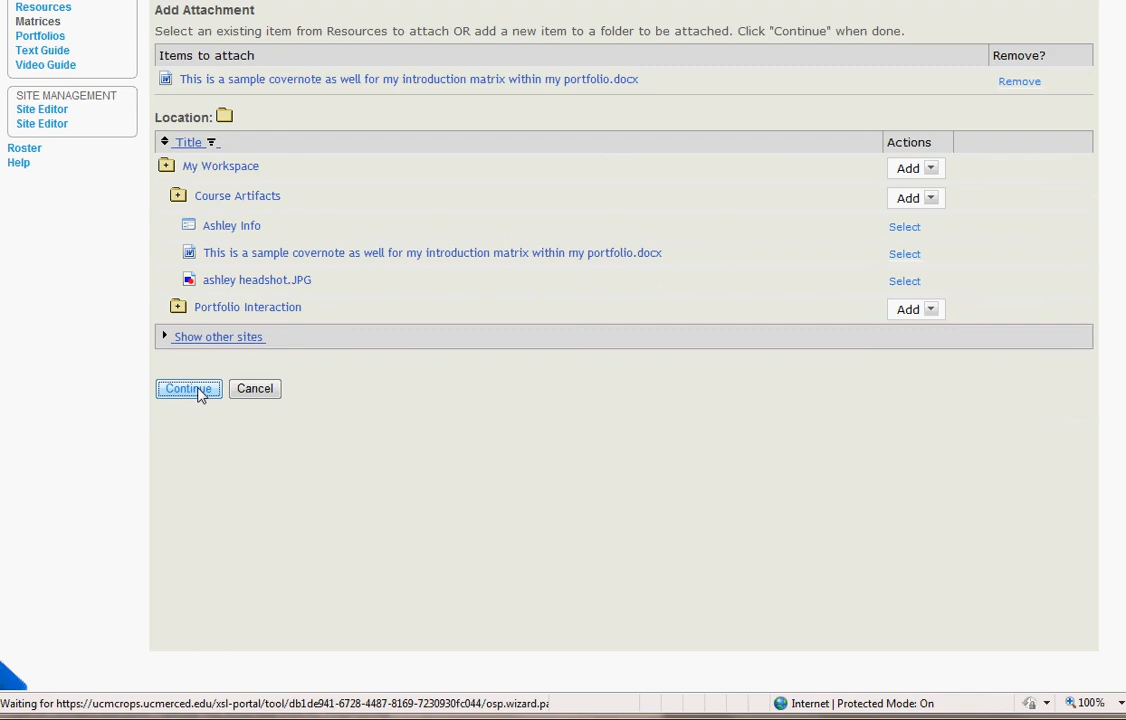 Resources
Matrices
Portfolios
Text Guide
Video Guide
SITE MANAGEMENT
Site Editor
Site Editor
Roster
Help
Add Attachment
Select an existing item from Resources to attach OR add a new item to a folder to be attached. Click "Continue" when done.
Items to attach Remove?
This is a sample covernote as well for my introduction matrix within my portfolio.docx Remove
Location:
Title Actions
My Workspace Add
Course Artifacts Add
Ashley Info Select
This is a sample covernote as well for my introduction matrix within my portfolio.docx Select
ashley headshot.JPG Select
Portfolio Interaction Add
Show other sites
Continue Cancel
Waiting for https://ucmcrops.ucmerced.edu/xsl-portal/tool/db1de941-6728-4487-8169-7230930fc044/osp.wizard.pa Internet | Protected Mode: On 100%